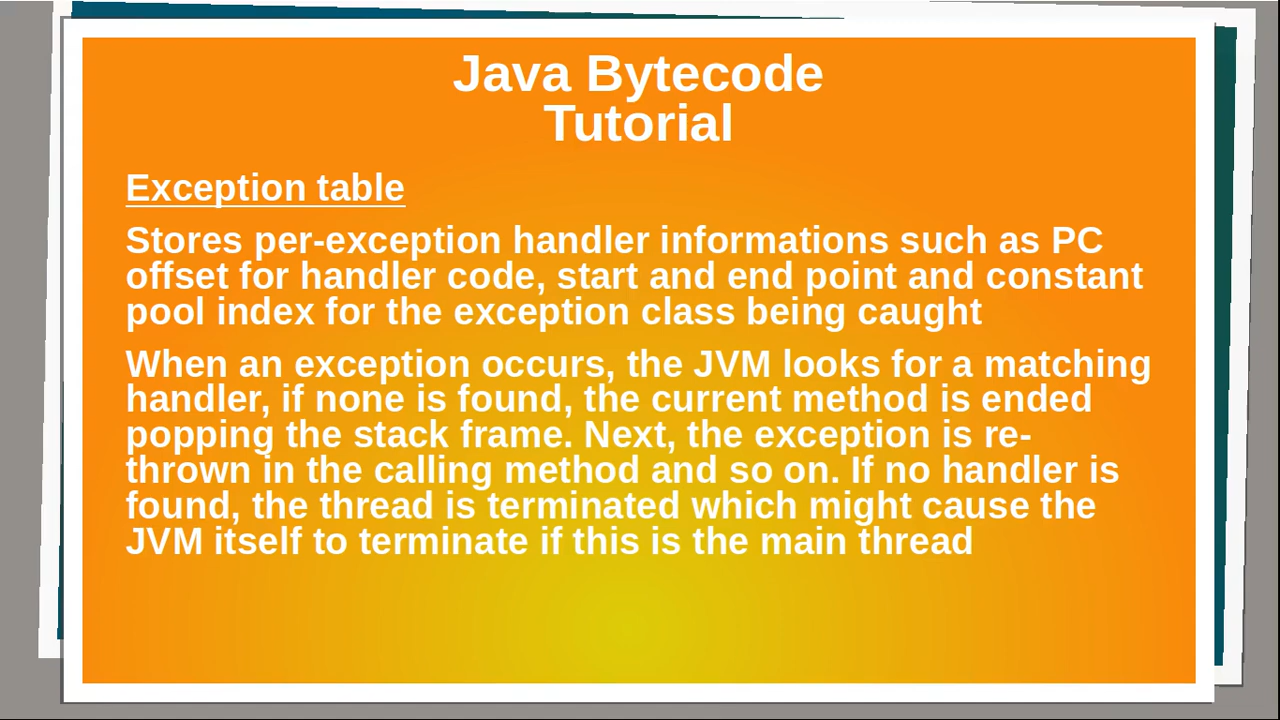 Java Bytecode
Tutorial
Exception table
Stores per-exception handler informations such as PC
offset for handler code, start and end point and constant
pool index for the exception class being caught
When an exception occurs, the JVM looks for a matching
handler, if none is found, the current method is ended
popping the stack frame. Next, the exception is re-
thrown in the calling method and so on. If no handler is
found, the thread is terminated which might cause the
JVM itself to terminate if this is the main thread